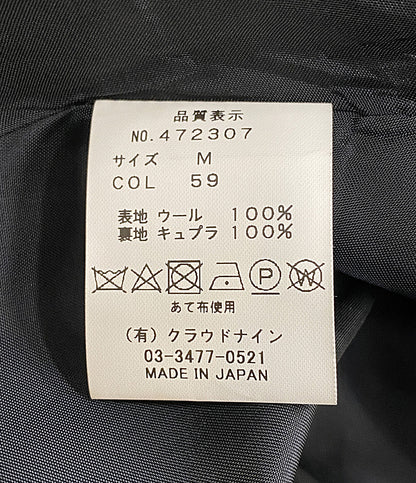 品質表示
NO.472307
サイズ M
COL 59
表地 ウール 100%
裏地 キュプラ 100%
P W
あて布使用
(有) クラウドナイン
03-3477-0521
MADE IN JAPAN